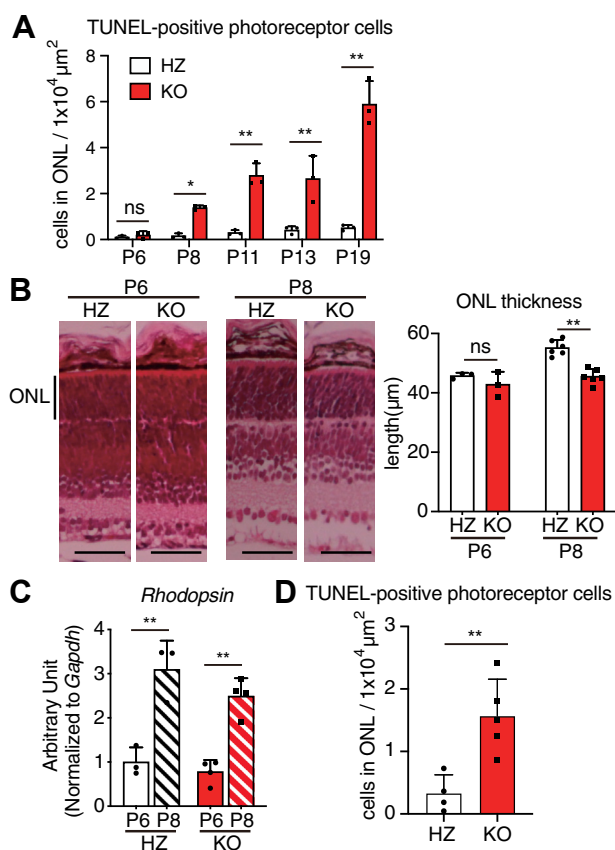 A TUNEL-positive photoreceptor cells
cells in ONL / 1x10⁴μm²
8
6
4
2
0
HZ
KO
ns * ** ** **
P6 P8 P11 P13 P19
B P6 P8
HZ KO HZ KO
ONL
ONL thickness
length(μm)
60
40
20
0
ns **
HZ KO HZ KO
P6 P8
C Rhodopsin
Arbitrary Unit
(Normalized to Gapdh)
4
3
2
1
0
** **
P6 P8 P6 P8
HZ KO
D TUNEL-positive photoreceptor cells
cells in ONL / 1x10⁴μm²
3
2
1
0
**
HZ KO